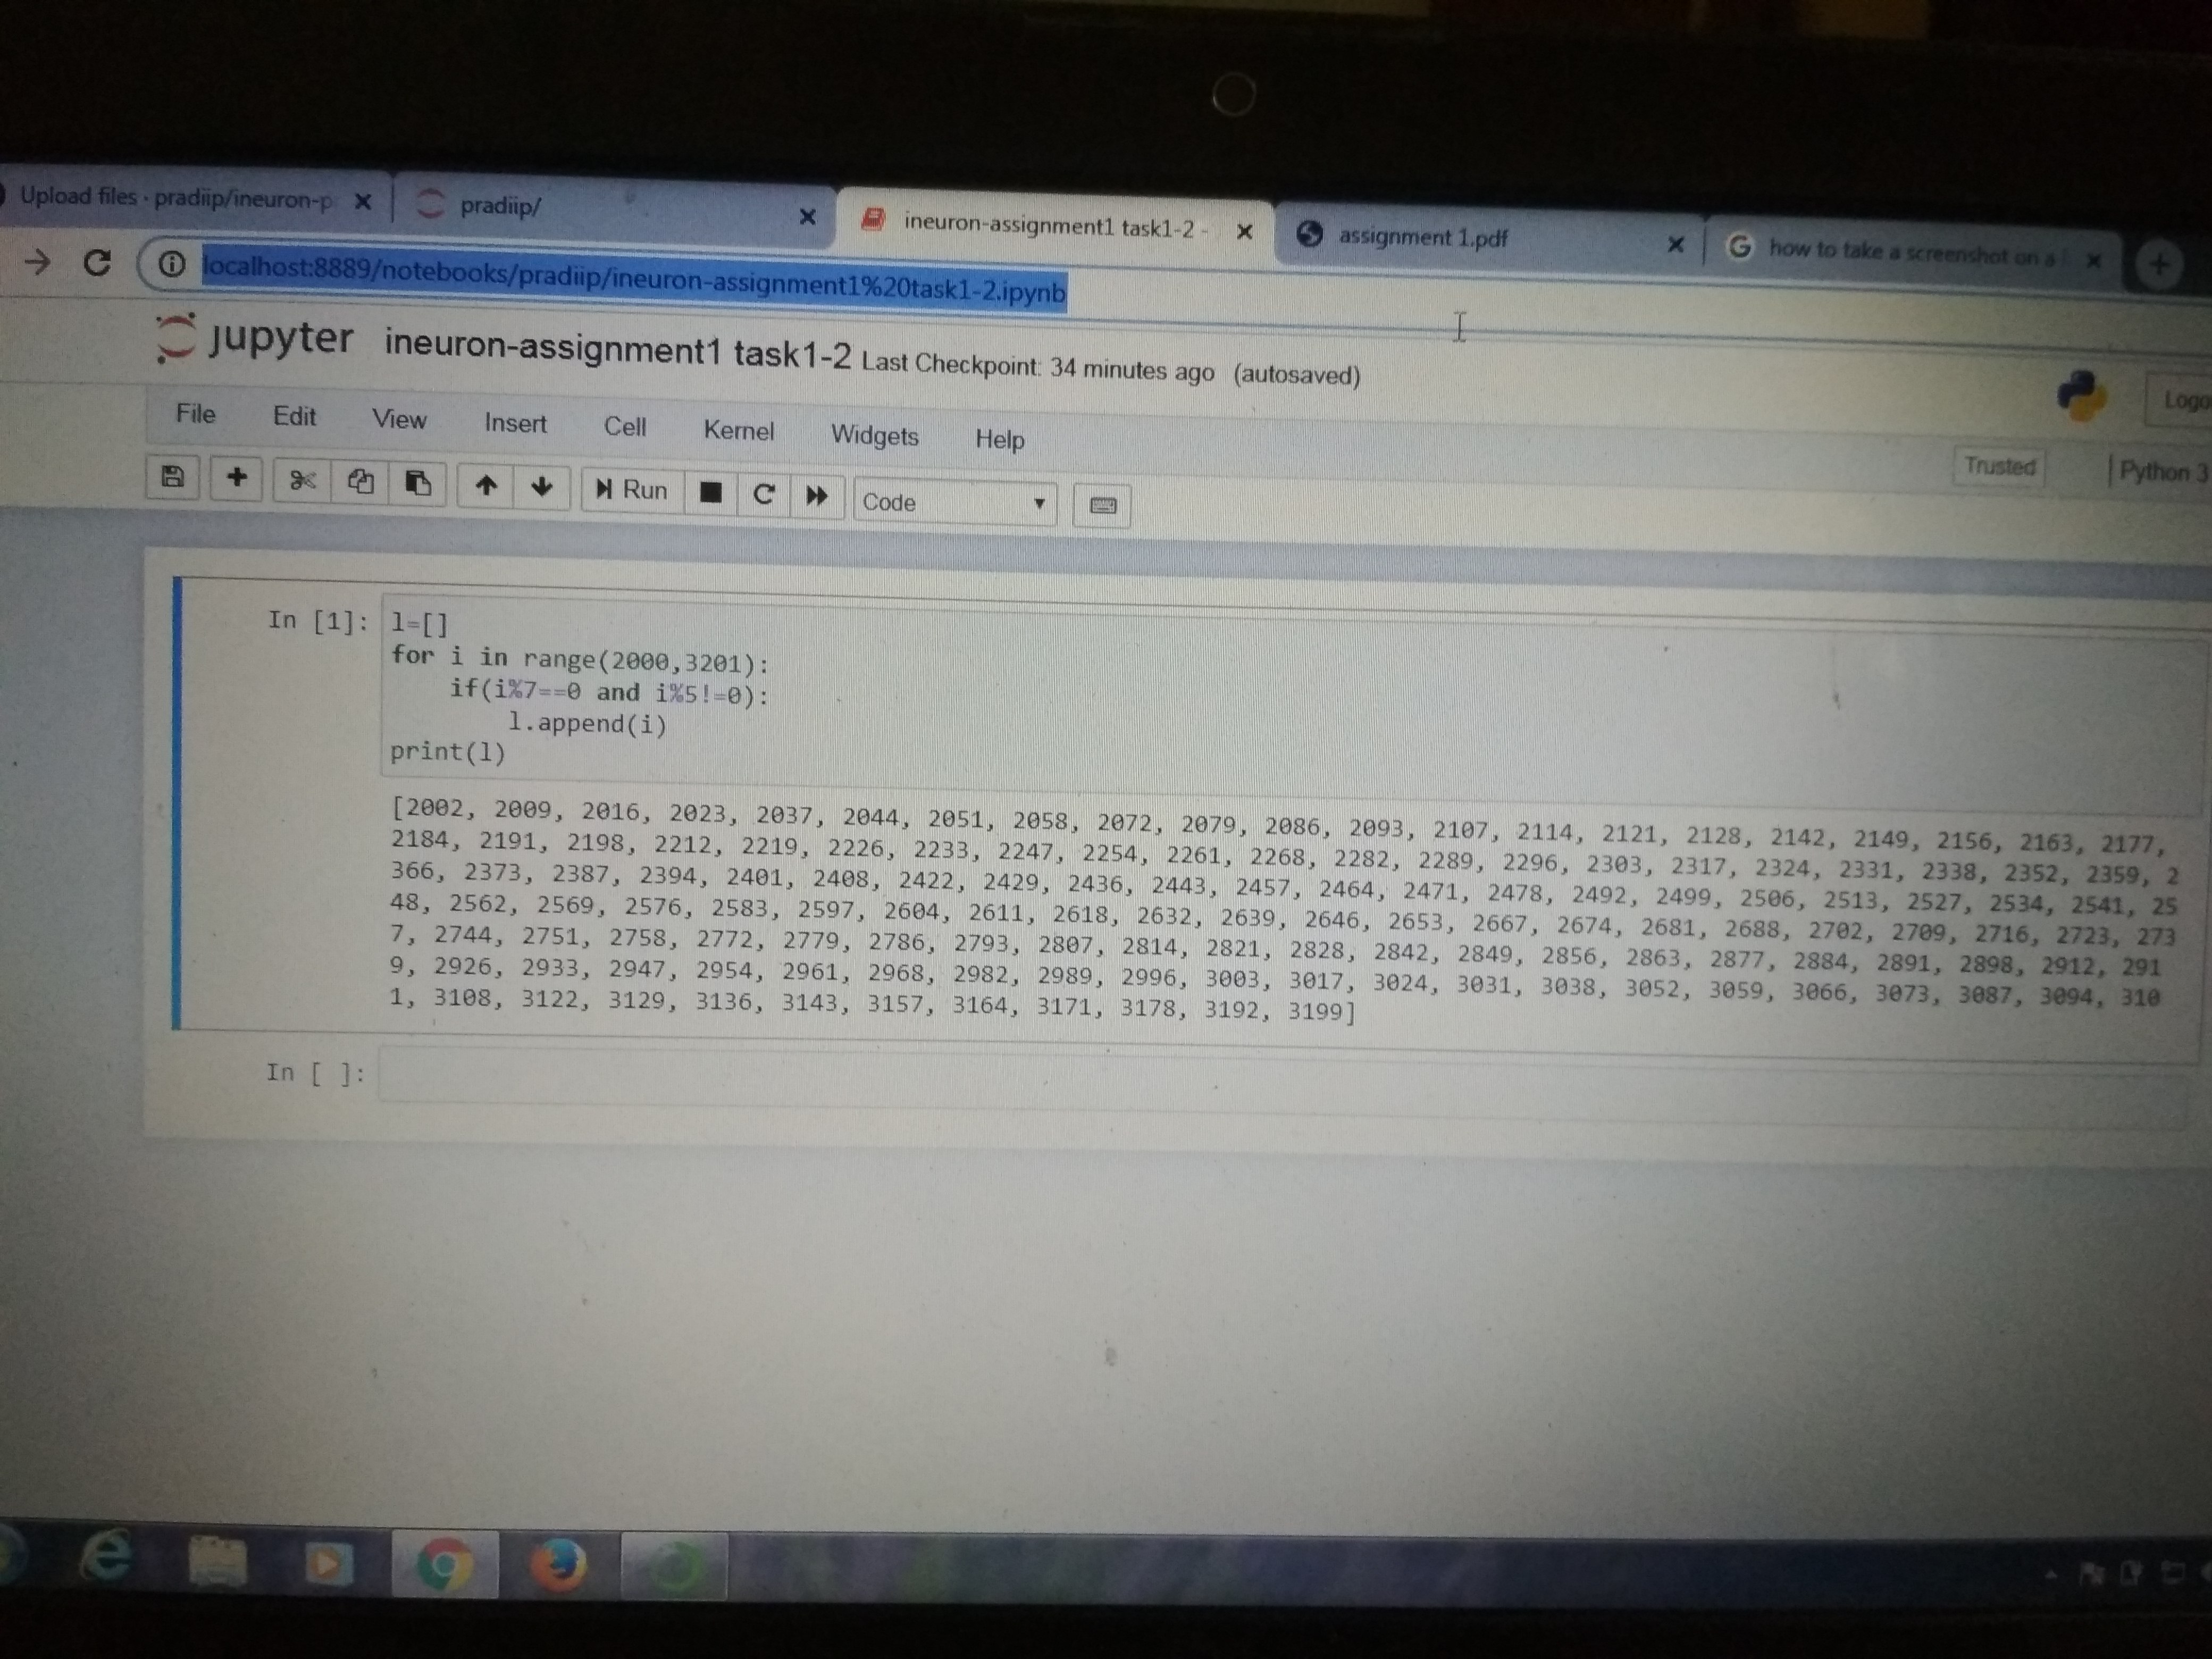 Upload files · pradiip/ineuron-p
pradiip/
ineuron-assignment1 task1-2 -
assignment 1.pdf
how to take a screenshot on a
localhost:8889/notebooks/pradiip/ineuron-assignment1%20task1-2.ipynb
jupyter ineuron-assignment1 task1-2 Last Checkpoint: 34 minutes ago (autosaved)
Logo
File Edit View Insert Cell Kernel Widgets Help
Trusted
Python 3
Run
Code
In [1]: l=[]
for i in range(2000,3201):
    if(i%7==0 and i%5!=0):
        l.append(i)
print(l)
[2002, 2009, 2016, 2023, 2037, 2044, 2051, 2058, 2072, 2079, 2086, 2093, 2107, 2114, 2121, 2128, 2142, 2149, 2156, 2163, 2177,
2184, 2191, 2198, 2212, 2219, 2226, 2233, 2247, 2254, 2261, 2268, 2282, 2289, 2296, 2303, 2317, 2324, 2331, 2338, 2352, 2359, 2
366, 2373, 2387, 2394, 2401, 2408, 2422, 2429, 2436, 2443, 2457, 2464, 2471, 2478, 2492, 2499, 2506, 2513, 2527, 2534, 2541, 25
48, 2562, 2569, 2576, 2583, 2597, 2604, 2611, 2618, 2632, 2639, 2646, 2653, 2667, 2674, 2681, 2688, 2702, 2709, 2716, 2723, 273
7, 2744, 2751, 2758, 2772, 2779, 2786, 2793, 2807, 2814, 2821, 2828, 2842, 2849, 2856, 2863, 2877, 2884, 2891, 2898, 2912, 291
9, 2926, 2933, 2947, 2954, 2961, 2968, 2982, 2989, 2996, 3003, 3017, 3024, 3031, 3038, 3052, 3059, 3066, 3073, 3087, 3094, 310
1, 3108, 3122, 3129, 3136, 3143, 3157, 3164, 3171, 3178, 3192, 3199]
In [ ]: